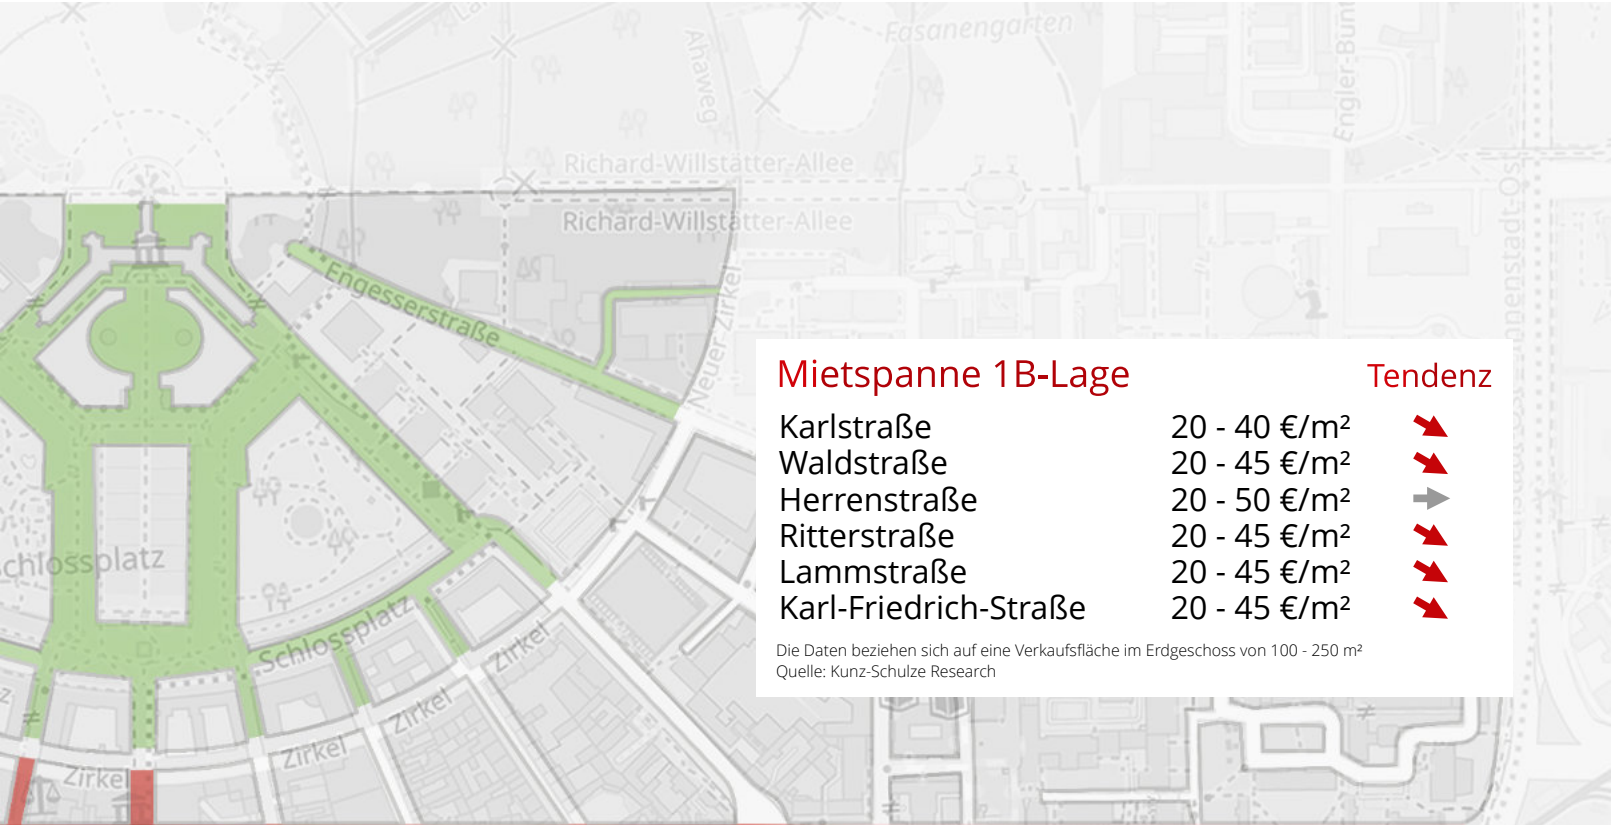 Fasanengarten
Ahaweg
Engler-Bunt
Richard-Willstätter-Allee
Richard-Willstätter-Allee
Engesserstraße
Neuer Zirkel
Mietspanne 1B-Lage Tendenz
Karlstraße 20 - 40 €/m²
Waldstraße 20 - 45 €/m²
Herrenstraße 20 - 50 €/m²
Ritterstraße 20 - 45 €/m²
Lammstraße 20 - 45 €/m²
Karl-Friedrich-Straße 20 - 45 €/m²
Die Daten beziehen sich auf eine Verkaufsfläche im Erdgeschoss von 100 - 250 m²
Quelle: Kunz-Schulze Research
chlossplatz
Schlossplatz
Zirkel
Zirkel
Zirkel
Zirkel